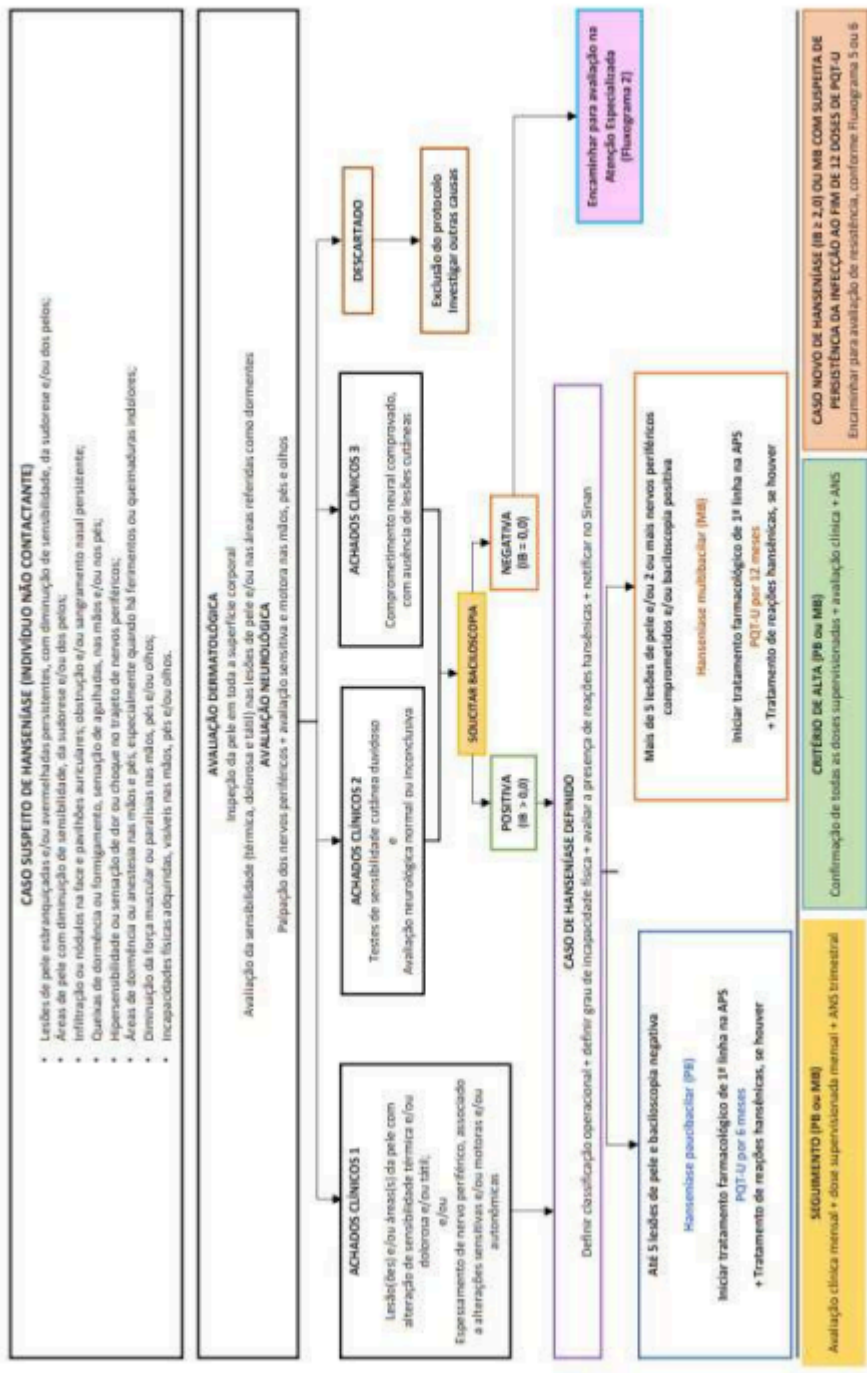 CASO SUSPEITO DE HANSENÍASE (INDIVÍDUO NÃO CONTACTANTE)
• Lesões de pele esbranquiçadas e/ou avermelhadas persistentes, com diminuição de sensibilidade, da sudorese e/ou dos pelos;
• Áreas de pele com diminuição de sensibilidade, da sudorese e/ou dos pelos;
• Infiltração ou nódulos na face e pavilhões auriculares, obstrução e/ou sangramento nasal persistente;
• Queixas de dormência ou formigamento, sensação de agulhadas, nas mãos e/ou nos pés;
• Hipersensibilidade ou sensação de dor ou choque no trajeto de nervos periféricos;
• Áreas de dormência ou anestesia nas mãos e pés, especialmente quando há ferimentos ou queimaduras indolores;
• Diminuição da força muscular ou paralisia nas mãos, pés e/ou olhos;
• Incapacidades físicas adquiridas, visíveis nas mãos, pés e/ou olhos.
AVALIAÇÃO DERMATOLÓGICA
Inspeção da pele em toda a superfície corporal
Avaliação da sensibilidade (térmica, dolorosa e tátil) nas lesões de pele e/ou nas áreas referidas como dormentes
AVALIAÇÃO NEUROLÓGICA
Palpação dos nervos periféricos + avaliação sensitiva e motora nas mãos, pés e olhos
ACHADOS CLÍNICOS 1
Lesão(ões) e/ou áreas(s) da pele com
alteração de sensibilidade térmica e/ou
dolorosa e/ou tátil;
e/ou
Espessamento de nervo periférico, associado
a alterações sensitivas e/ou motoras e/ou
autonômicas
ACHADOS CLÍNICOS 2
Testes de sensibilidade cutânea duvidoso
e
Avaliação neurológica normal ou inconclusiva
ACHADOS CLÍNICOS 3
Comprometimento neural comprovado,
com ausência de lesões cutâneas
DESCARTADO
Exclusão do protocolo
Investigar outras causas
SOLICITAR BACILOSCOPIA
POSITIVA
(IB > 0,0)
NEGATIVA
(IB = 0,0)
Encaminhar para avaliação na
Atenção Especializada
(Fluxograma 2)
CASO DE HANSENÍASE DEFINIDO
Definir classificação operacional + definir grau de incapacidade física + avaliar a presença de reações hansênicas + notificar no Sinan
Até 5 lesões de pele e baciloscopia negativa
Hanseníase paucibacilar (PB)
Iniciar tratamento farmacológico de 1ª linha na APS
PQT-U por 6 meses
+ Tratamento de reações hansênicas, se houver
Mais de 5 lesões de pele e/ou 2 ou mais nervos periféricos
comprometidos e/ou baciloscopia positiva
Hanseníase multibacilar (MB)
Iniciar tratamento farmacológico de 1ª linha na APS
PQT-U por 12 meses
+ Tratamento de reações hansênicas, se houver
SEGUIMENTO (PB ou MB)
Avaliação clínica mensal + dose supervisionada mensal + ANS trimestral
CRITÉRIO DE ALTA (PB ou MB)
Confirmação de todas as doses supervisionadas + avaliação clínica + ANS
CASO NOVO DE HANSENÍASE (IB ≥ 2,0) OU MB COM SUSPEITA DE
PERSISTÊNCIA DA INFECÇÃO AO FIM DE 12 DOSES DE PQT-U
Encaminhar para avaliação de resistência, conforme Fluxograma 5 ou 6